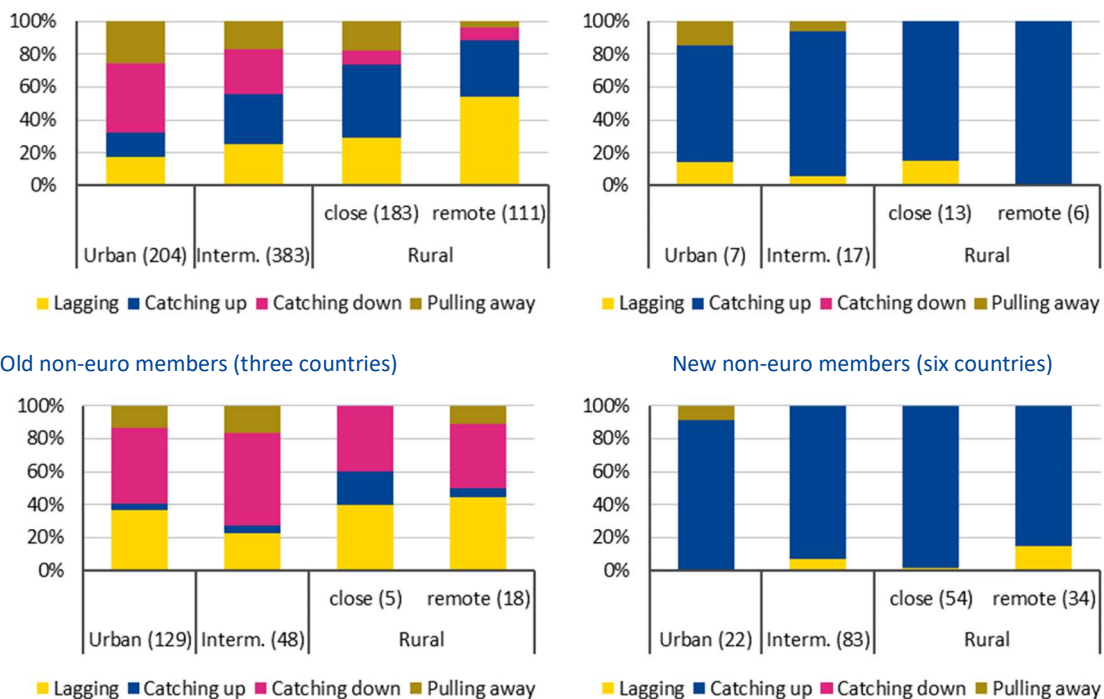 100%
80%
60%
40%
20%
0%
close (183) remote (111)
Urban (204) Interm. (383) Rural
Lagging Catching up Catching down Pulling away
100%
80%
60%
40%
20%
0%
close (13) remote (6)
Urban (7) Interm. (17) Rural
Lagging Catching up Catching down Pulling away
Old non-euro members (three countries)
100%
80%
60%
40%
20%
0%
close (5) remote (18)
Urban (129) Interm. (48) Rural
Lagging Catching up Catching down Pulling away
New non-euro members (six countries)
100%
80%
60%
40%
20%
0%
close (54) remote (34)
Urban (22) Interm. (83) Rural
Lagging Catching up Catching down Pulling away